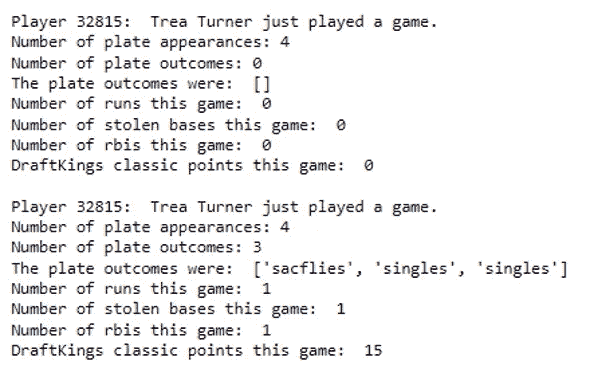 Player 32815:  Trea Turner just played a game.
Number of plate appearances: 4
Number of plate outcomes: 0
The plate outcomes were:  []
Number of runs this game:  0
Number of stolen bases this game:  0
Number of rbis this game:  0
DraftKings classic points this game:  0

Player 32815:  Trea Turner just played a game.
Number of plate appearances: 4
Number of plate outcomes: 3
The plate outcomes were:  ['sacflies', 'singles', 'singles']
Number of runs this game:  1
Number of stolen bases this game:  1
Number of rbis this game:  1
DraftKings classic points this game:  15